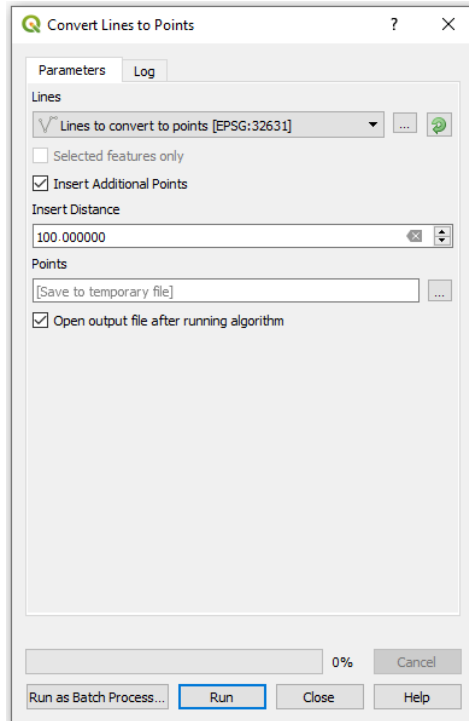 Convert Lines to Points
?
Parameters
Log
Lines
Lines to convert to points [EPSG:32631]
...
Selected features only
Insert Additional Points
Insert Distance
100.000000
Points
[Save to temporary file]
...
Open output file after running algorithm
0%
Cancel
Run as Batch Process...
Run
Close
Help